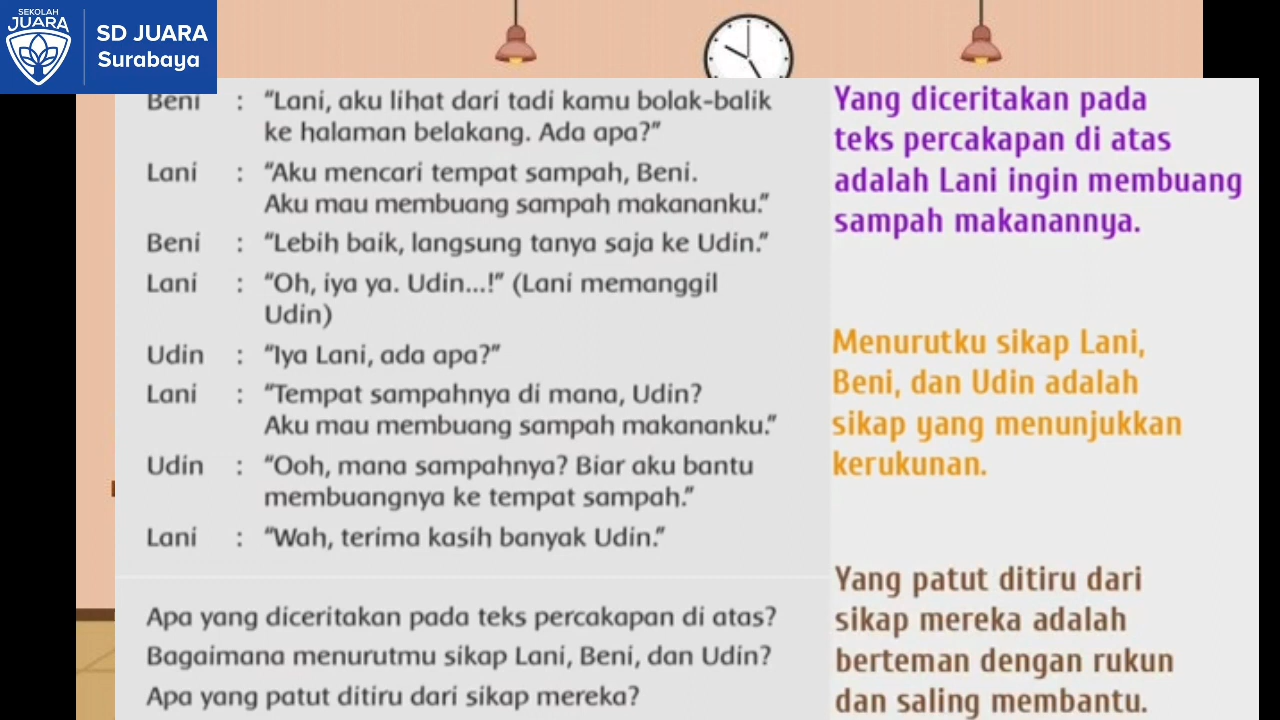 SEKOLAH
JUARA
SD JUARA
Surabaya
Beni : “Lani, aku lihat dari tadi kamu bolak-balik
ke halaman belakang. Ada apa?”
Lani : “Aku mencari tempat sampah, Beni.
Aku mau membuang sampah makananku.”
Beni : “Lebih baik, langsung tanya saja ke Udin.”
Lani : “Oh, iya ya. Udin...!” (Lani memanggil
Udin)
Udin : “Iya Lani, ada apa?”
Lani : “Tempat sampahnya di mana, Udin?
Aku mau membuang sampah makananku.”
Udin : “Ooh, mana sampahnya? Biar aku bantu
membuangnya ke tempat sampah.”
Lani : “Wah, terima kasih banyak Udin.”
Apa yang diceritakan pada teks percakapan di atas?
Bagaimana menurutmu sikap Lani, Beni, dan Udin?
Apa yang patut ditiru dari sikap mereka?
Yang diceritakan pada
teks percakapan di atas
adalah Lani ingin membuang
sampah makanannya.
Menurutku sikap Lani,
Beni, dan Udin adalah
sikap yang menunjukkan
kerukunan.
Yang patut ditiru dari
sikap mereka adalah
berteman dengan rukun
dan saling membantu.